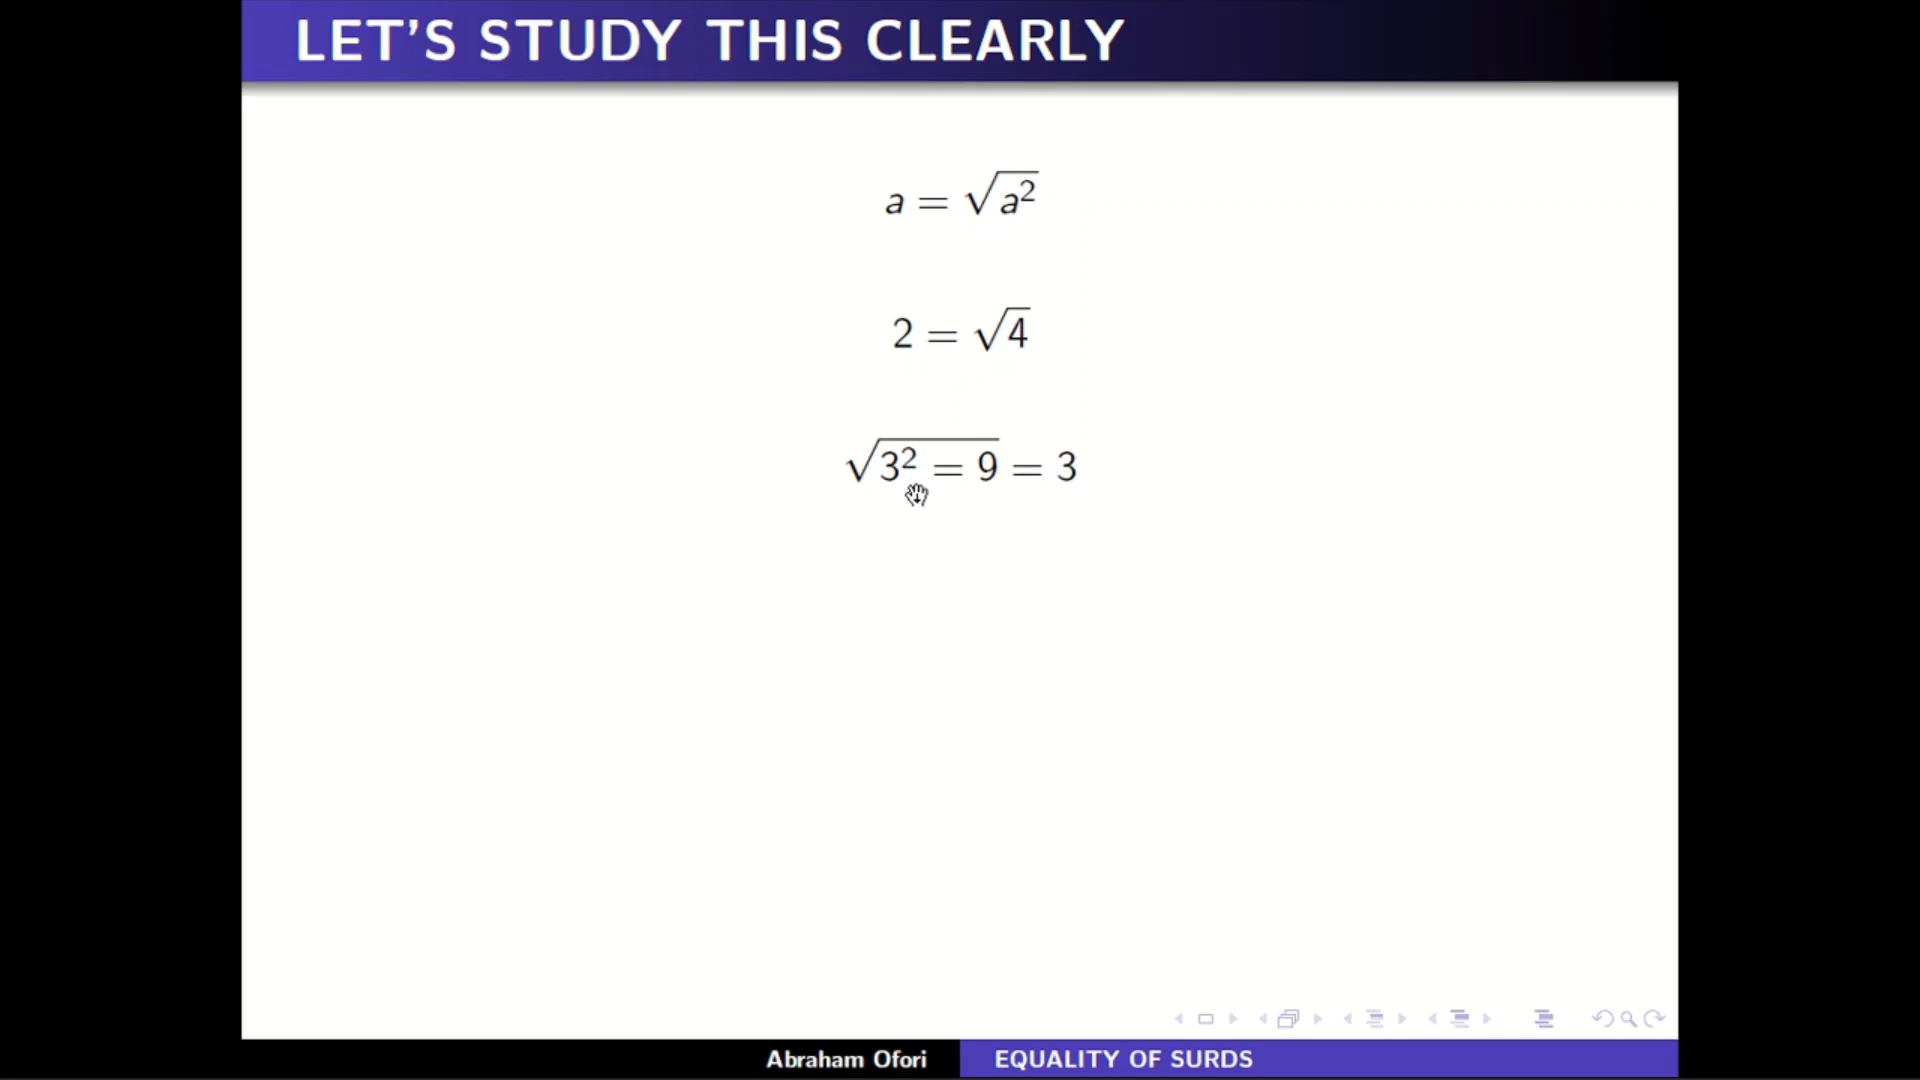 LET'S STUDY THIS CLEARLY
a = √a²
2 = √4
√3² = 9 = 3
Abraham Ofori
EQUALITY OF SURDS